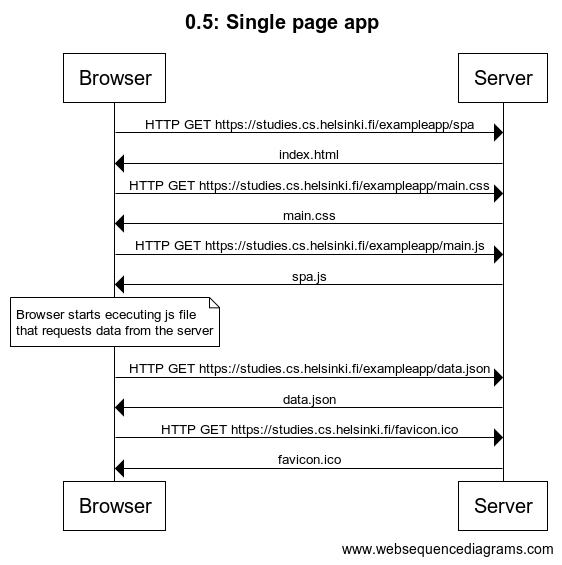 0.5: Single page app
Browser
Server
HTTP GET https://studies.cs.helsinki.fi/exampleapp/spa
index.html
HTTP GET https://studies.cs.helsinki.fi/exampleapp/main.css
main.css
HTTP GET https://studies.cs.helsinki.fi/exampleapp/main.js
spa.js
Browser starts ececuting js file
that requests data from the server
HTTP GET https://studies.cs.helsinki.fi/exampleapp/data.json
data.json
HTTP GET https://studies.cs.helsinki.fi/favicon.ico
favicon.ico
Browser
Server
www.websequencediagrams.com